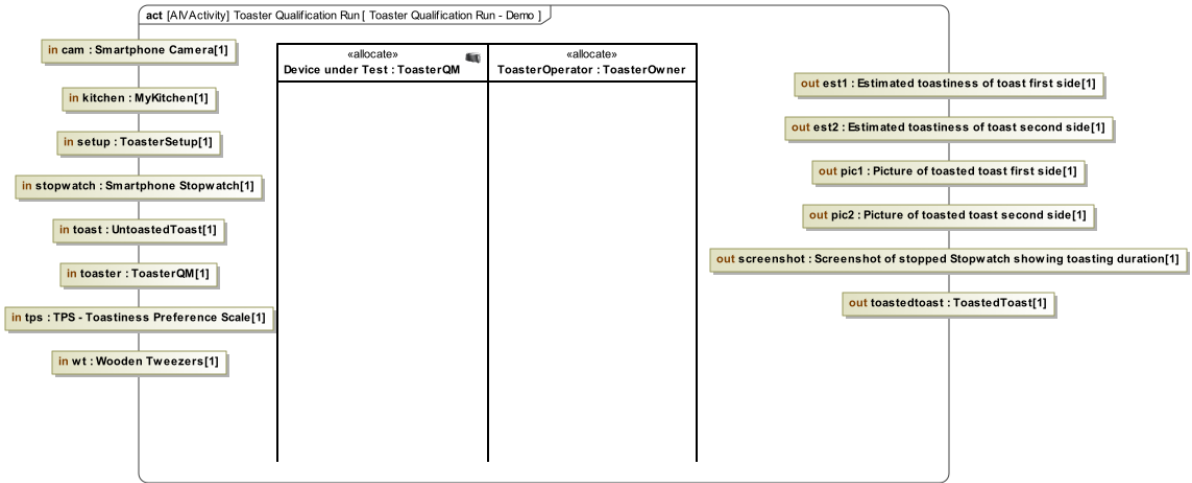 act [AIVActivity] Toaster Qualification Run [ Toaster Qualification Run - Demo ]
in cam : Smartphone Camera[1]
in kitchen : MyKitchen[1]
in setup : ToasterSetup[1]
in stopwatch : Smartphone Stopwatch[1]
in toast : UntoastedToast[1]
in toaster : ToasterQM[1]
in tps : TPS - Toastiness Preference Scale[1]
in wt : Wooden Tweezers[1]
«allocate»
Device under Test : ToasterQM
«allocate»
ToasterOperator : ToasterOwner
out est1 : Estimated toastiness of toast first side[1]
out est2 : Estimated toastiness of toast second side[1]
out pic1 : Picture of toasted toast first side[1]
out pic2 : Picture of toasted toast second side[1]
out screenshot : Screenshot of stopped Stopwatch showing toasting duration[1]
out toastedtoast : ToastedToast[1]